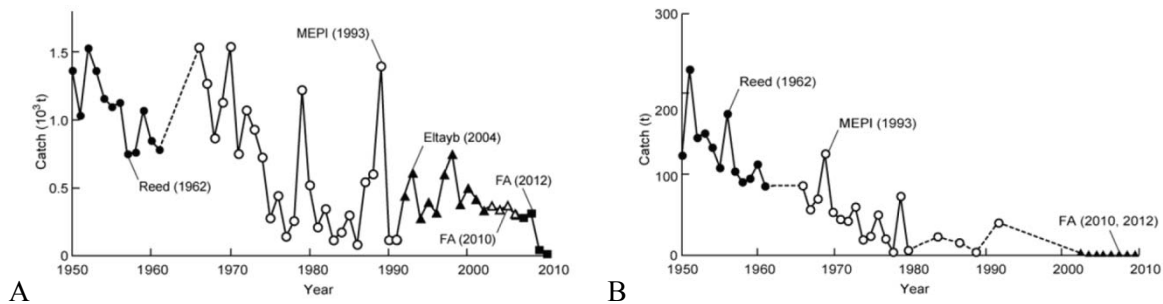 1.5
1.0
0.5
0
Catch (10³ t)
MEPI (1993)
Eltayb (2004)
FA (2012)
Reed (1962)
FA (2010)
1950 1960 1970 1980 1990 2000 2010
Year
A
300
200
100
0
Catch (t)
Reed (1962)
MEPI (1993)
FA (2010, 2012)
1950 1960 1970 1980 1990 2000 2010
Year
B